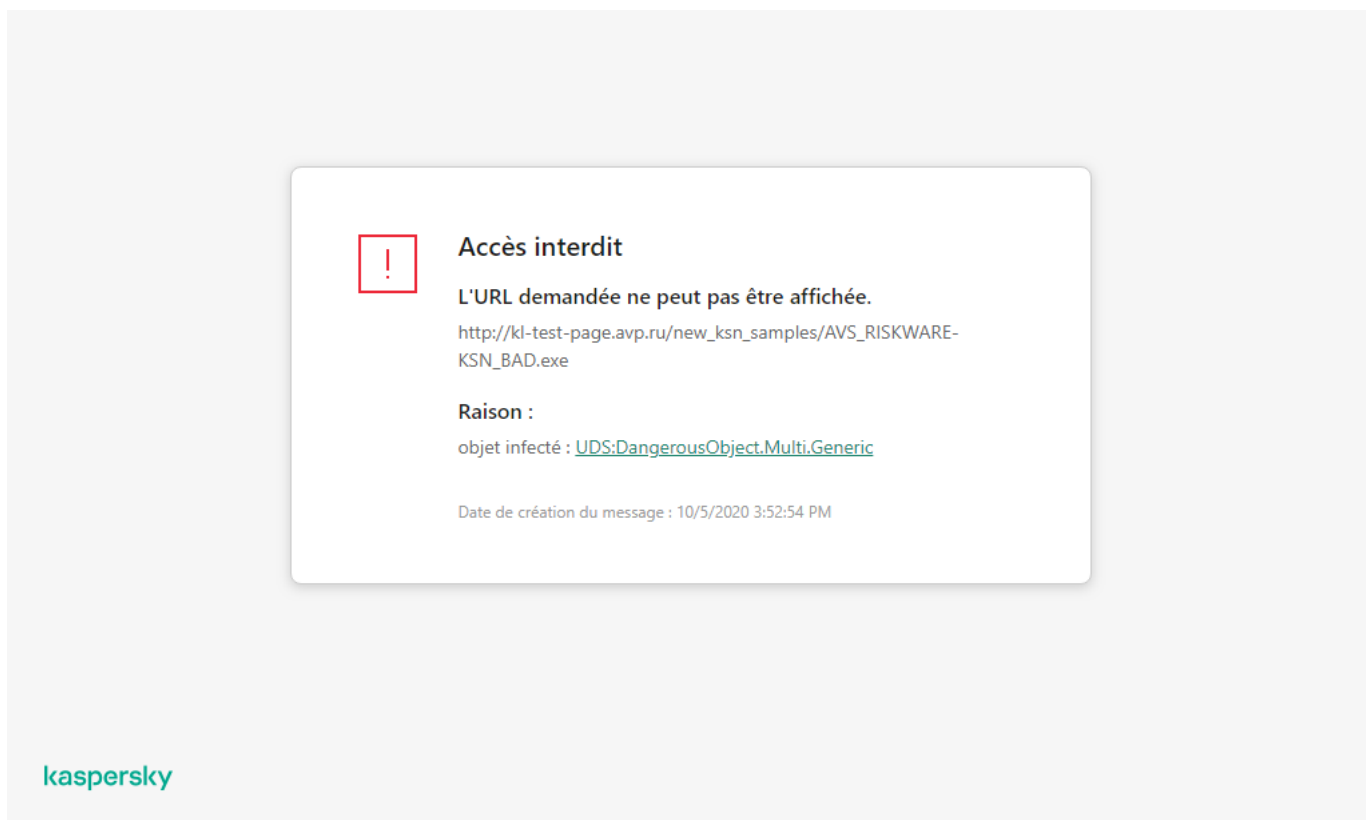 !
Accès interdit
L'URL demandée ne peut pas être affichée.
http://kl-test-page.avp.ru/new_ksn_samples/AVS_RISKWARE-
KSN_BAD.exe
Raison :
objet infecté : UDS:DangerousObject.Multi.Generic
Date de création du message : 10/5/2020 3:52:54 PM
kaspersky